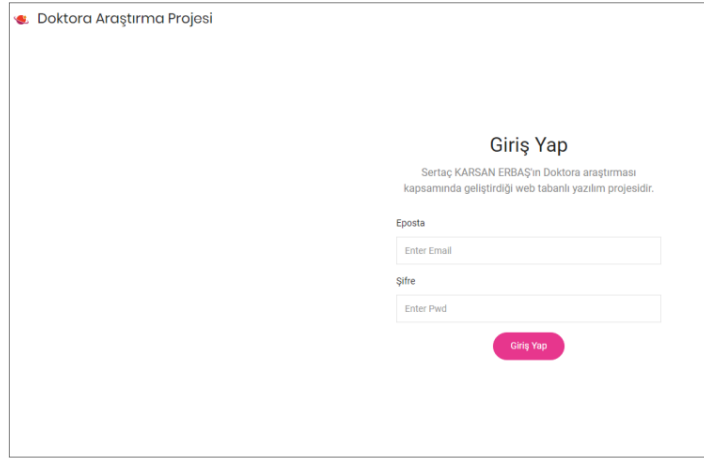 Doktora Araştırma Projesi
Giriş Yap
Sertaç KARSAN ERBAŞ'ın Doktora araştırması
kapsamında geliştirdiği web tabanlı yazılım projesidir.
Eposta
Enter Email
Şifre
Enter Pwd
Giriş Yap